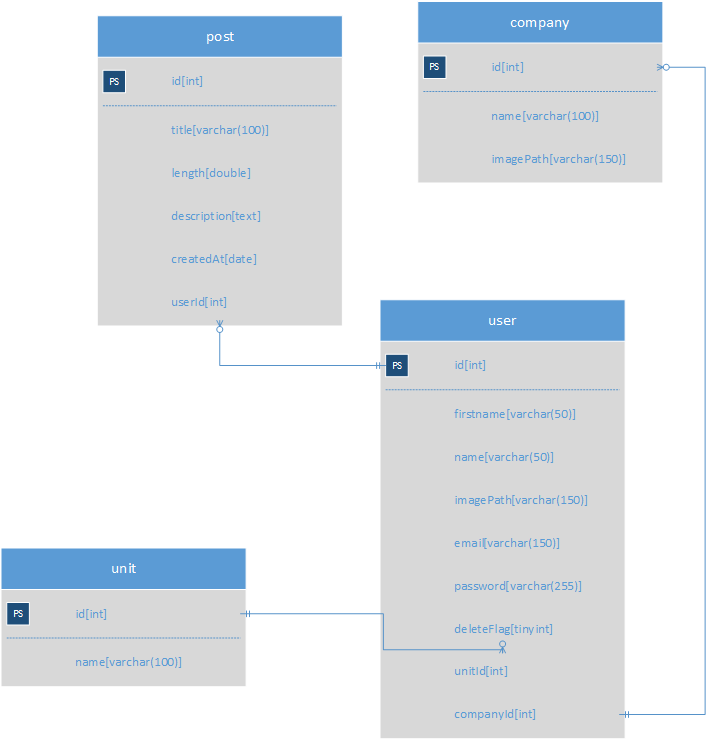 post
PS
id[int]
title[varchar(100)]
length[double]
description[text]
createdAt[date]
userId[int]
company
PS
id[int]
name[varchar(100)]
imagePath[varchar(150)]
user
PS
id[int]
firstname[varchar(50)]
name[varchar(50)]
imagePath[varchar(150)]
email[varchar(150)]
password[varchar(255)]
deleteFlag[tinyint]
unitId[int]
companyId[int]
unit
PS
id[int]
name[varchar(100)]